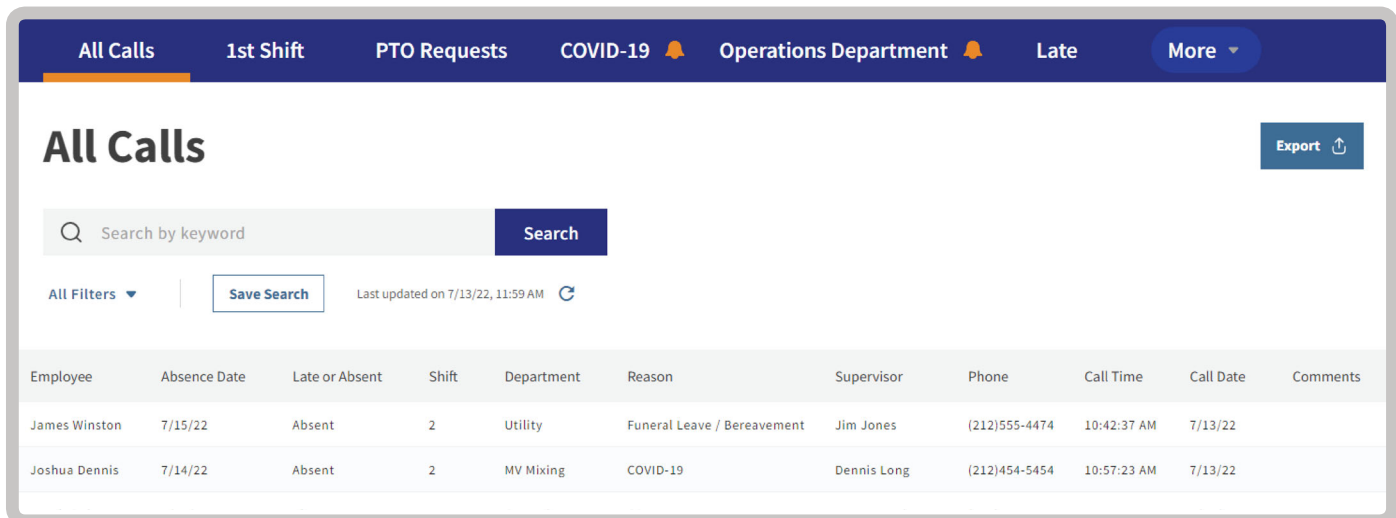 All Calls 1st Shift PTO Requests COVID-19 Operations Department Late More
All Calls
Export
Search by keyword Search
All Filters Save Search Last updated on 7/13/22, 11:59 AM
Employee Absence Date Late or Absent Shift Department Reason Supervisor Phone Call Time Call Date Comments
James Winston 7/15/22 Absent 2 Utility Funeral Leave / Bereavement Jim Jones (212)555-4474 10:42:37 AM 7/13/22
Joshua Dennis 7/14/22 Absent 2 MV Mixing COVID-19 Dennis Long (212)454-5454 10:57:23 AM 7/13/22